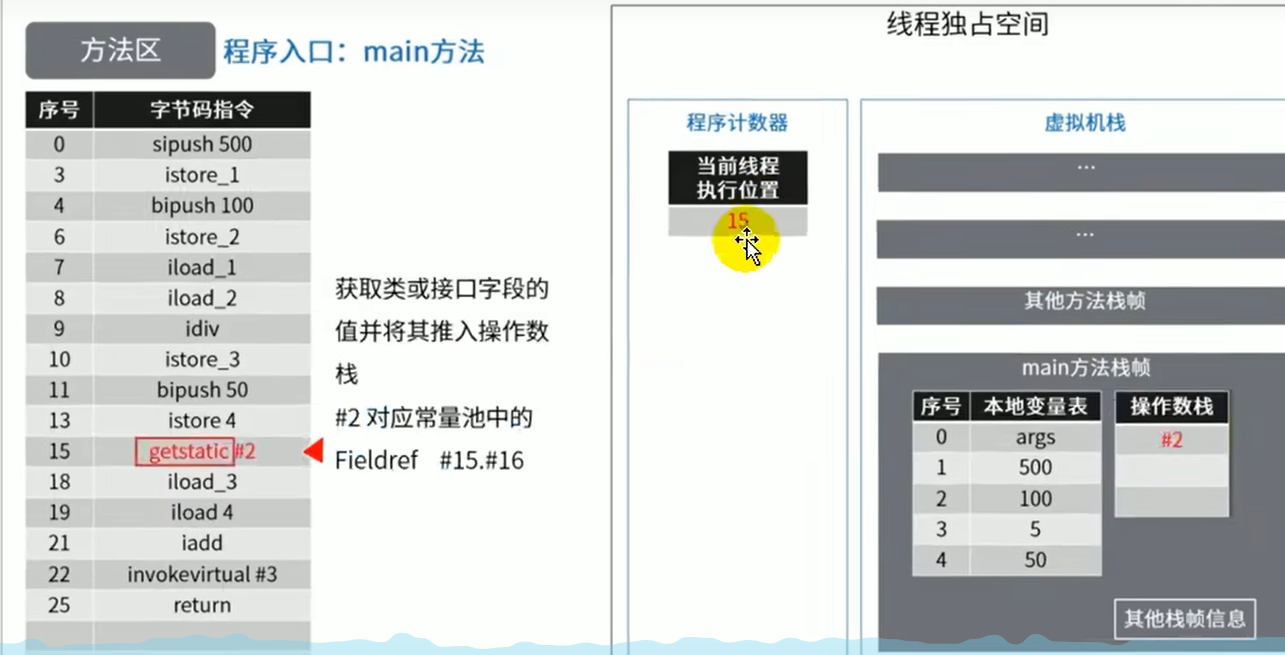 方法区
程序入口：main方法
序号 字节码指令
0 sipush 500
3 istore_1
4 bipush 100
6 istore_2
7 iload_1
8 iload_2
9 idiv
10 istore_3
11 bipush 50
13 istore 4
15 getstatic #2
18 iload_3
19 iload 4
21 iadd
22 invokevirtual #3
25 return
获取类或接口字段的
值并将其推入操作数
栈
#2 对应常量池中的
Fieldref #15.#16
线程独占空间
程序计数器
当前线程
执行位置
15
虚拟机栈
...
...
其他方法栈帧
main方法栈帧
序号 本地变量表
0 args
1 500
2 100
3 5
4 50
操作数栈
#2
其他栈帧信息